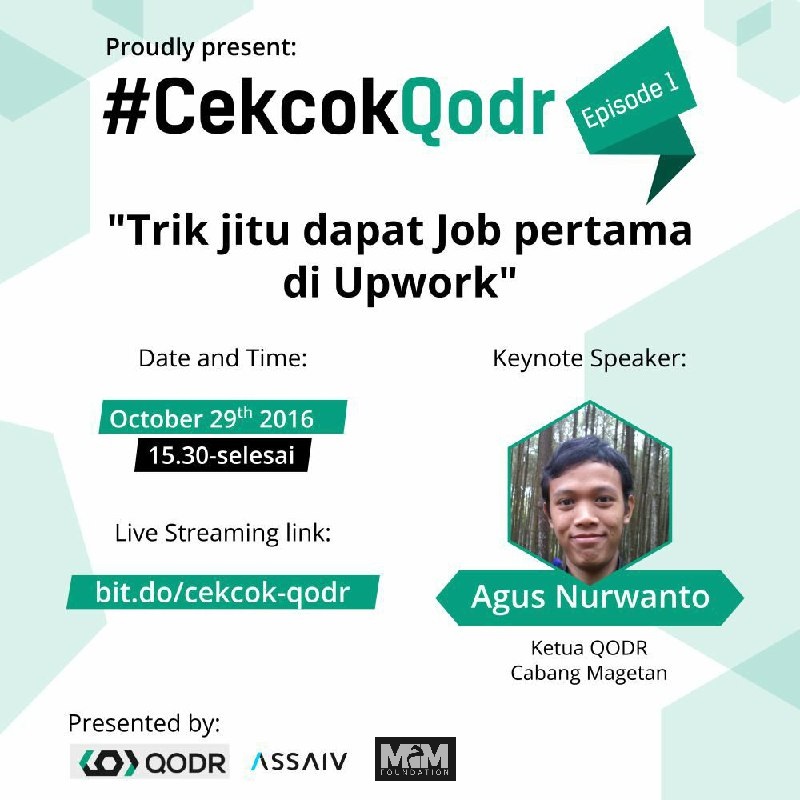 Proudly present:
#CekcokQodr
Episode 1
"Trik jitu dapat Job pertama
di Upwork"
Date and Time:
October 29th 2016
15.30-selesai
Live Streaming link:
bit.do/cekcok-qodr
Keynote Speaker:
Agus Nurwanto
Ketua QODR
Cabang Magetan
Presented by:
QODR
ASSAIV
MaM
FOUNDATION